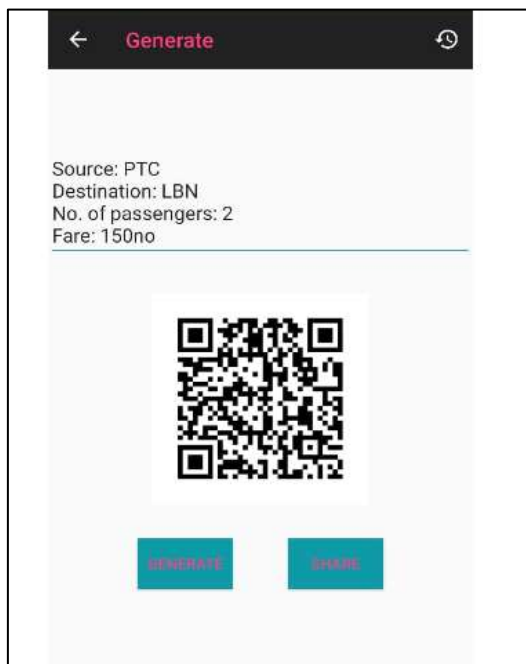 Generate
Source: PTC
Destination: LBN
No. of passengers: 2
Fare: 150no
GENERATE
SHARE